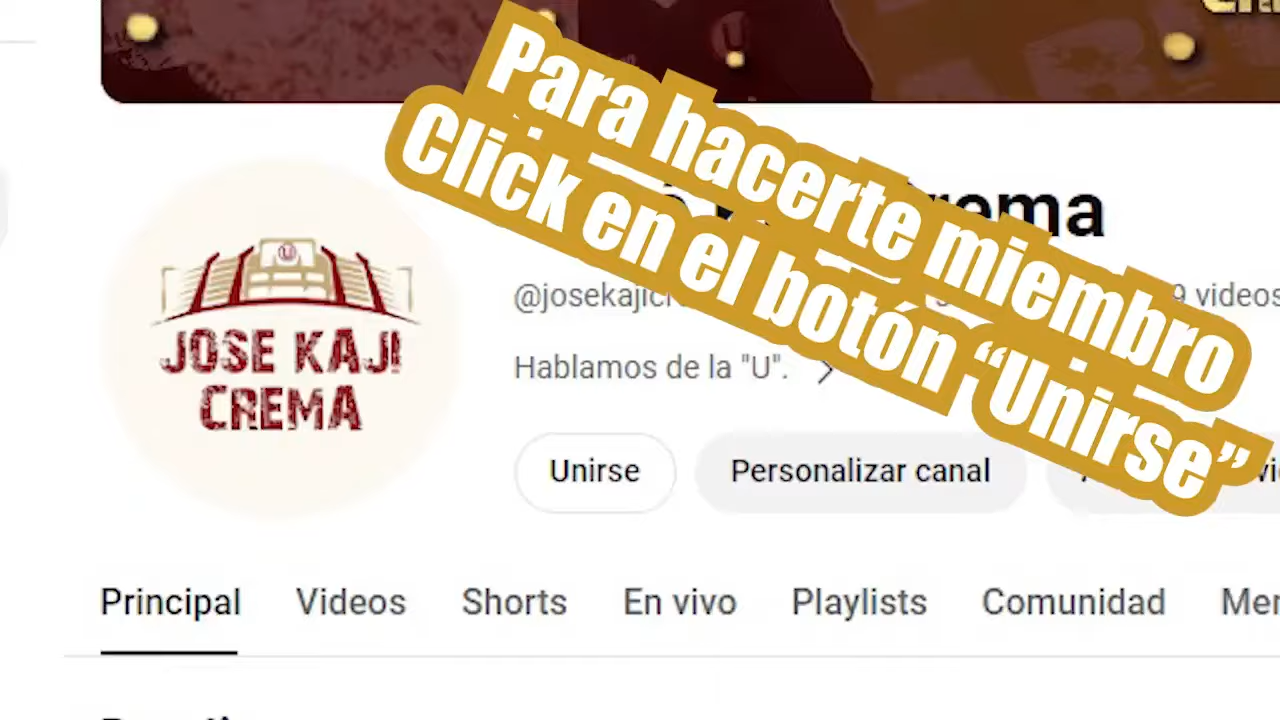 Para hacerte miembro
Click en el botón “Unirse”
U
JOSE KAJI
CREMA
Hablamos de la "U".
videos
Unirse
Personalizar canal
Principal
Videos
Shorts
En vivo
Playlists
Comunidad